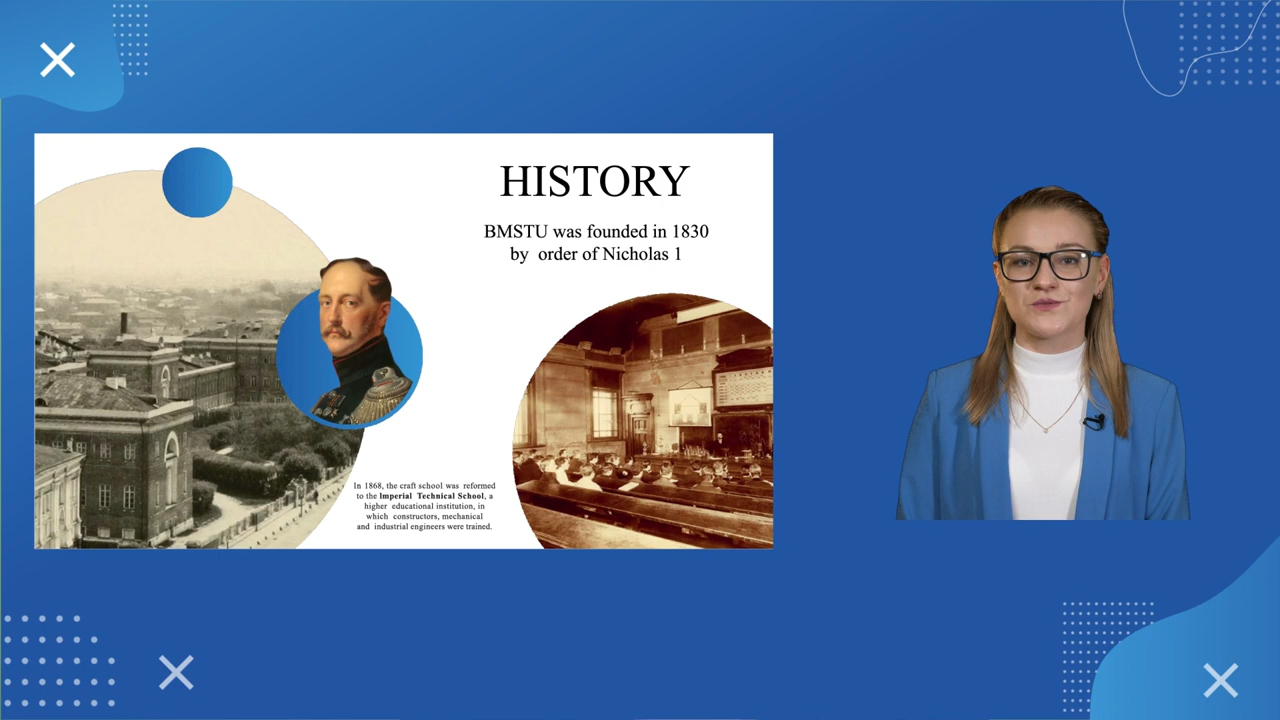 HISTORY
BMSTU was founded in 1830
by order of Nicholas 1
In 1868, the craft school was reformed
to the Imperial Technical School, a
higher educational institution, in
which constructors, mechanical
and industrial engineers were trained.